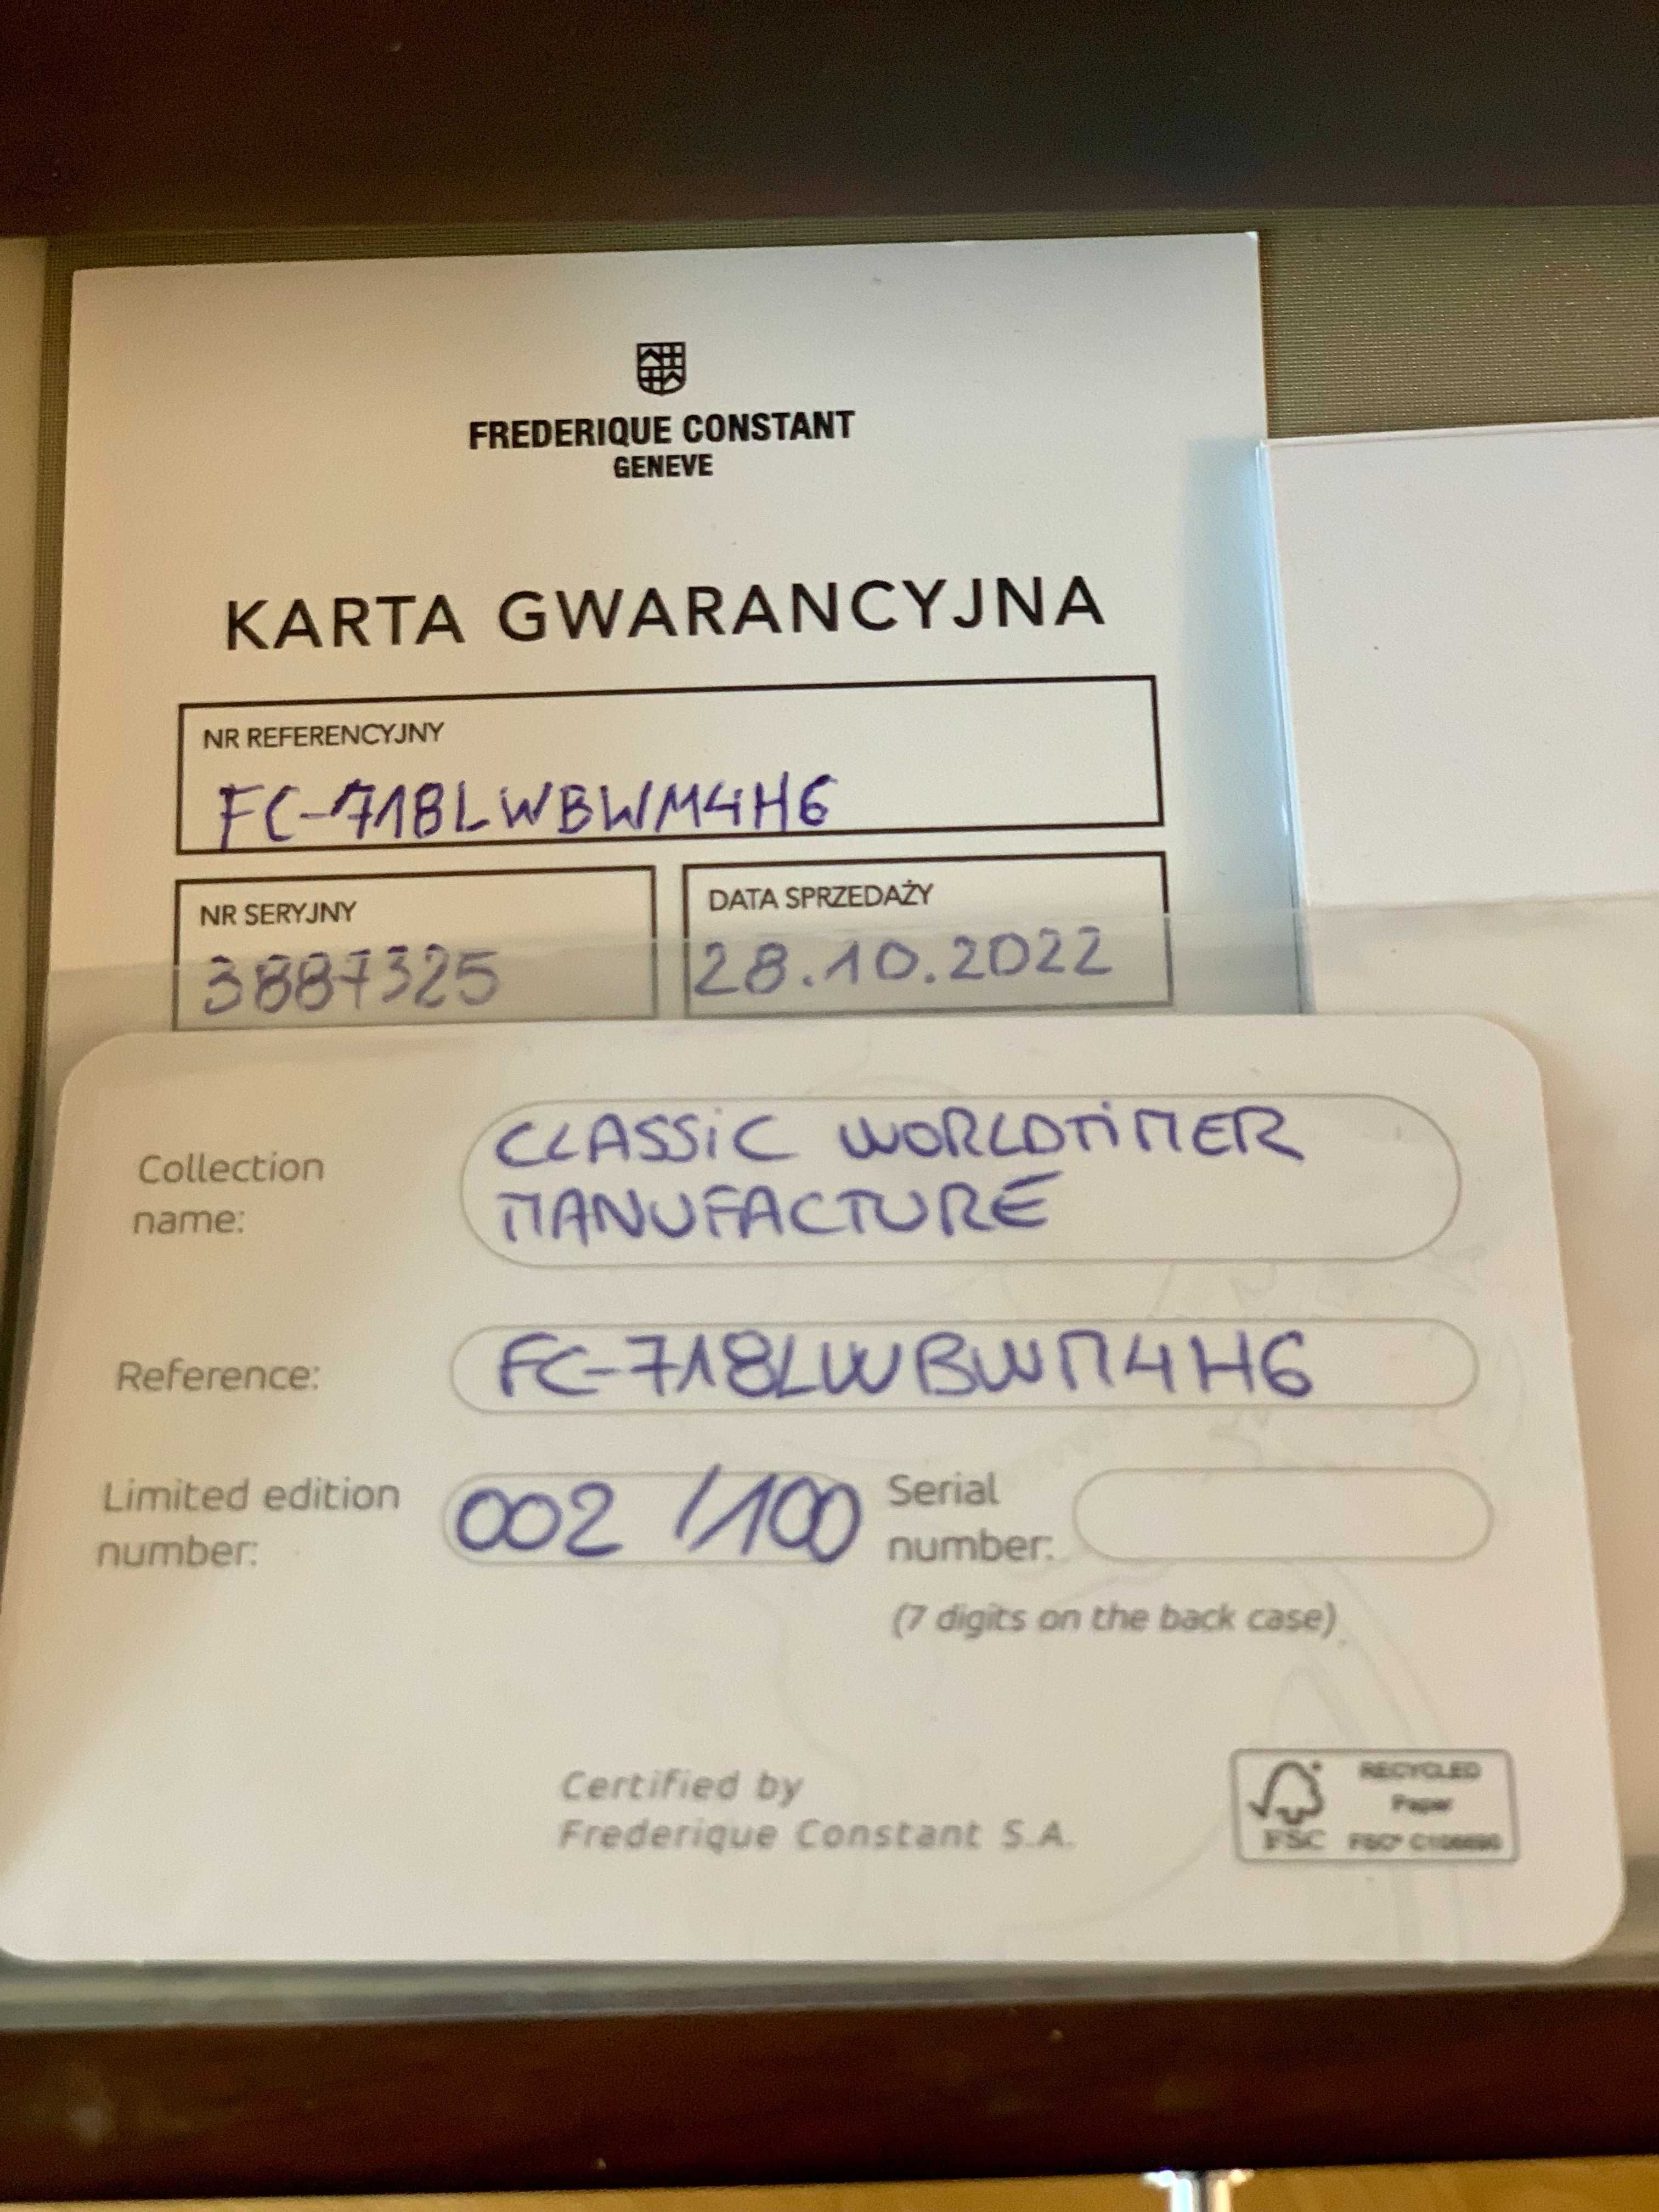 FREDERIQUE CONSTANT
GENEVE
KARTA GWARANCYJNA
NR REFERENCYJNY
FC-718LWBWM4H6
NR SERYJNY
3887325
DATA SPRZEDAŻY
28.10.2022
Collection name:
CLASSiC WORLDTiMER
MANUFACTURE
Reference:
FC-718LWBWM4H6
Limited edition number:
002 /100
Serial number:
(7 digits on the back case)
Certified by
Frederique Constant S.A.
RECYCLED
Paper
FSC
FSC®